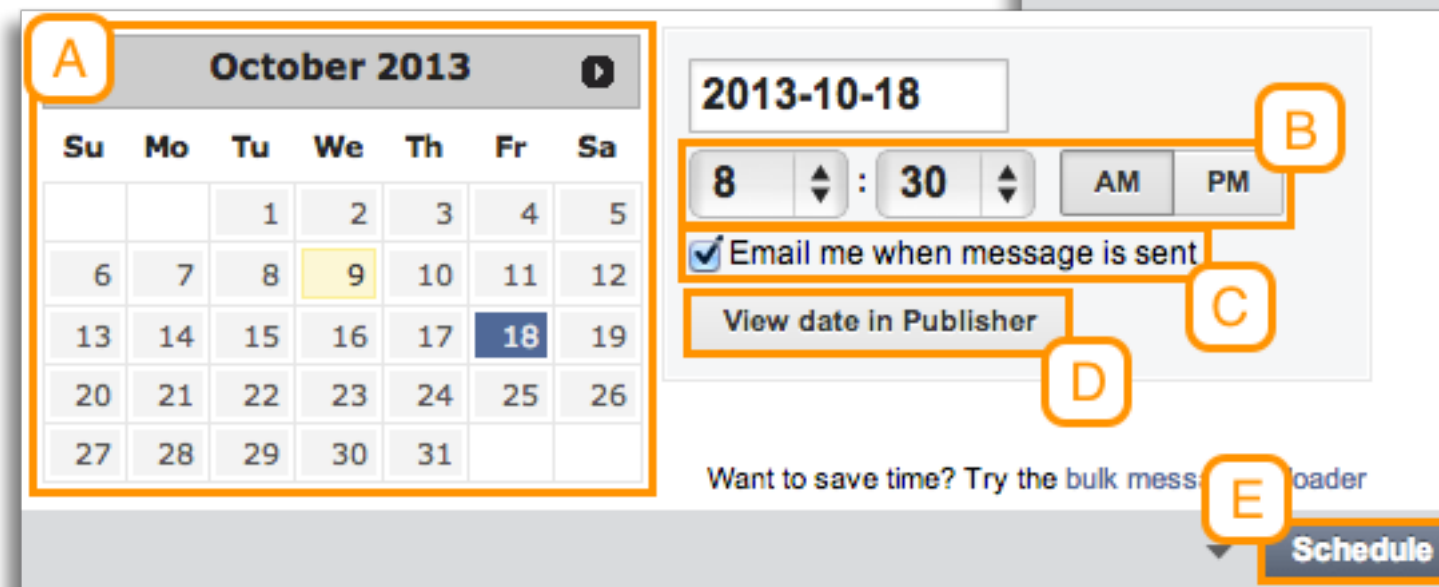 A
October 2013
Su Mo Tu We Th Fr Sa
1 2 3 4 5
6 7 8 9 10 11 12
13 14 15 16 17 18 19
20 21 22 23 24 25 26
27 28 29 30 31
2013-10-18
B
8 : 30 AM PM
Email me when message is sent
C
View date in Publisher
D
Want to save time? Try the bulk
E
Schedule